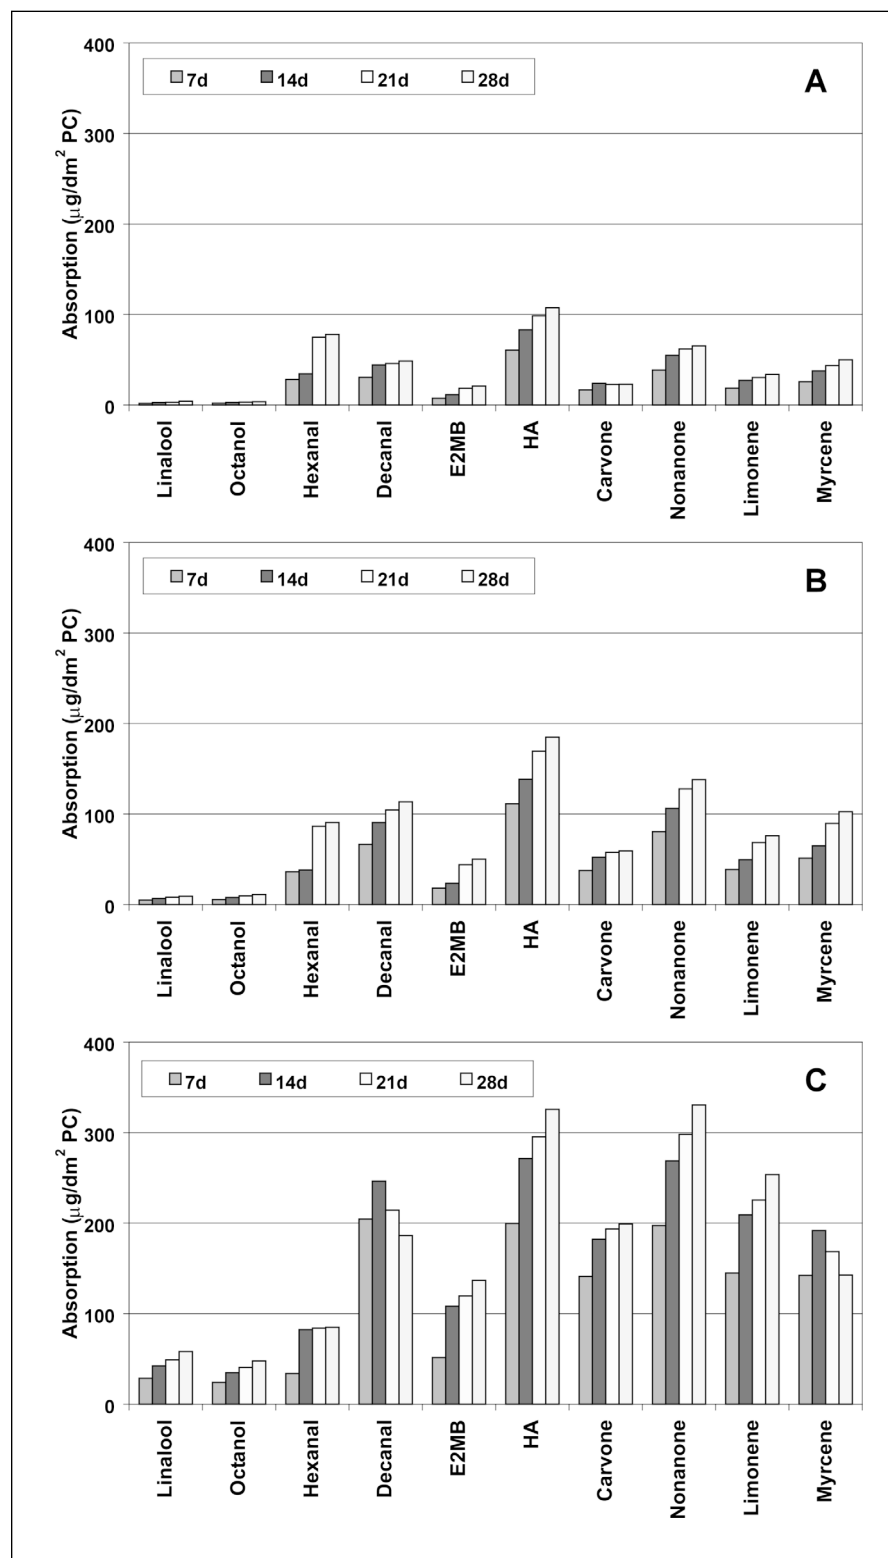 400
7d 14d 21d 28d
A
300
200
100
0
Absorption (μg/dm² PC)
Linalool
Octanol
Hexanal
Decanal
E2MB
HA
Carvone
Nonanone
Limonene
Myrcene
400
7d 14d 21d 28d
B
300
200
100
0
Absorption (μg/dm² PC)
Linalool
Octanol
Hexanal
Decanal
E2MB
HA
Carvone
Nonanone
Limonene
Myrcene
400
7d 14d 21d 28d
C
300
200
100
0
Absorption (μg/dm² PC)
Linalool
Octanol
Hexanal
Decanal
E2MB
HA
Carvone
Nonanone
Limonene
Myrcene